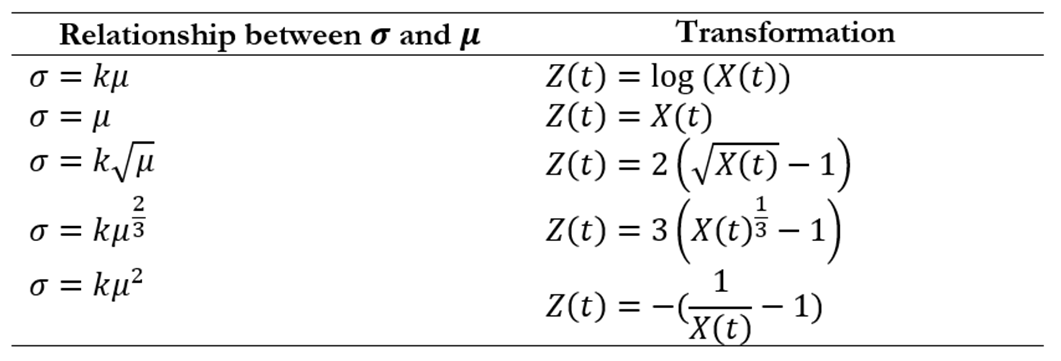 Relationship between σ and μ Transformation
σ = kμ Z(t) = log (X(t))
σ = μ Z(t) = X(t)
σ = k√μ Z(t) = 2 (√X(t) − 1)
σ = kμ^(2/3) Z(t) = 3 (X(t)^(1/3) − 1)
σ = kμ² Z(t) = −(1/X(t) − 1)